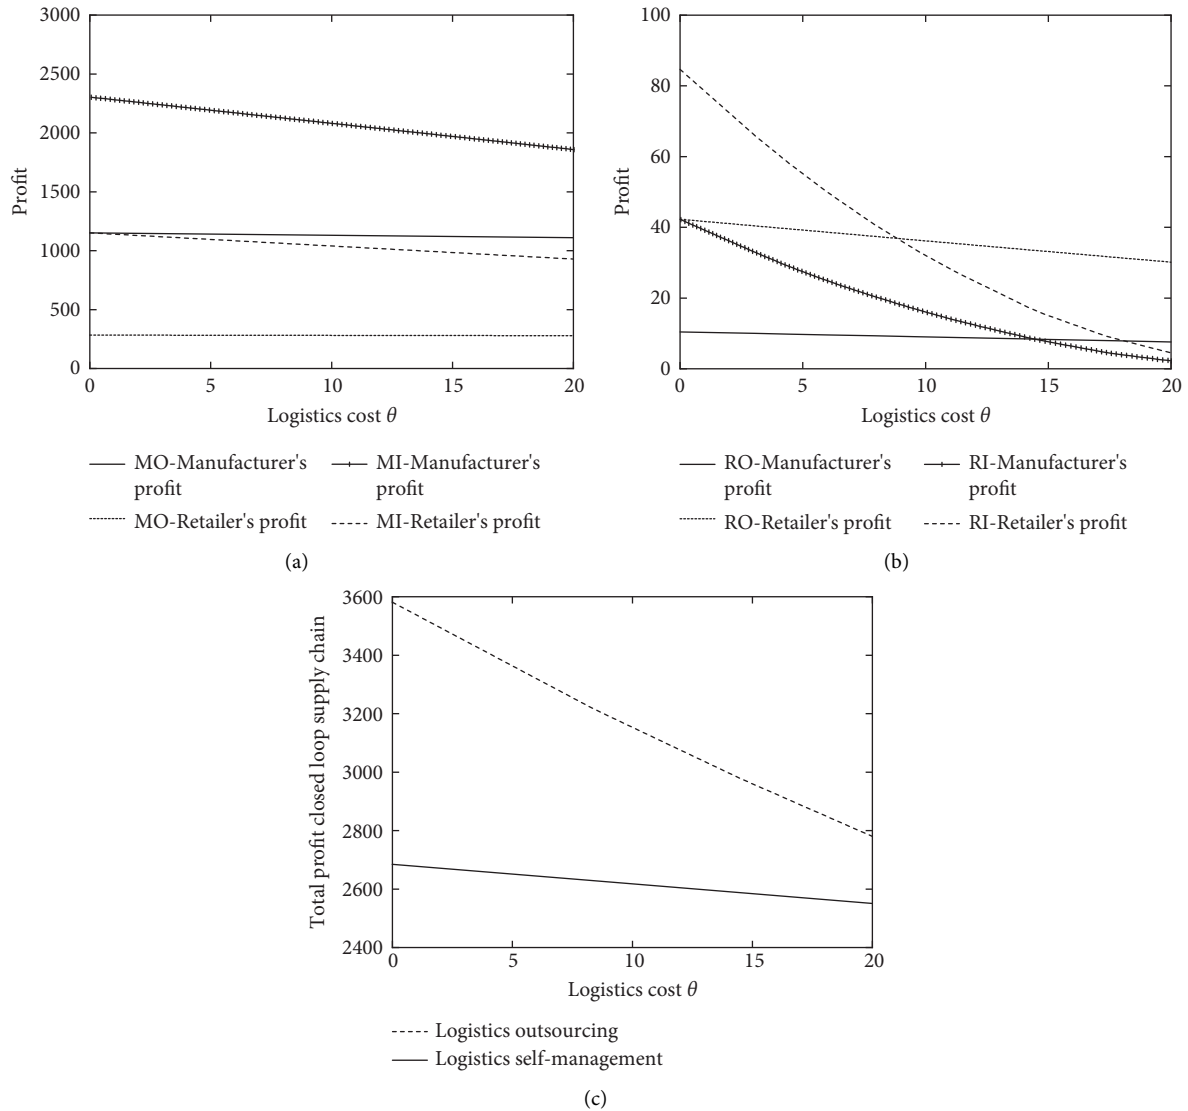 3000
2500
2000
1500
1000
500
0
Profit
0 5 10 15 20
Logistics cost θ
MO-Manufacturer's profit
MI-Manufacturer's profit
MO-Retailer's profit
MI-Retailer's profit
(a)
100
80
60
40
20
0
Profit
0 5 10 15 20
Logistics cost θ
RO-Manufacturer's profit
RI-Manufacturer's profit
RO-Retailer's profit
RI-Retailer's profit
(b)
3600
3400
3200
3000
2800
2600
2400
Total profit closed loop supply chain
0 5 10 15 20
Logistics cost θ
Logistics outsourcing
Logistics self-management
(c)